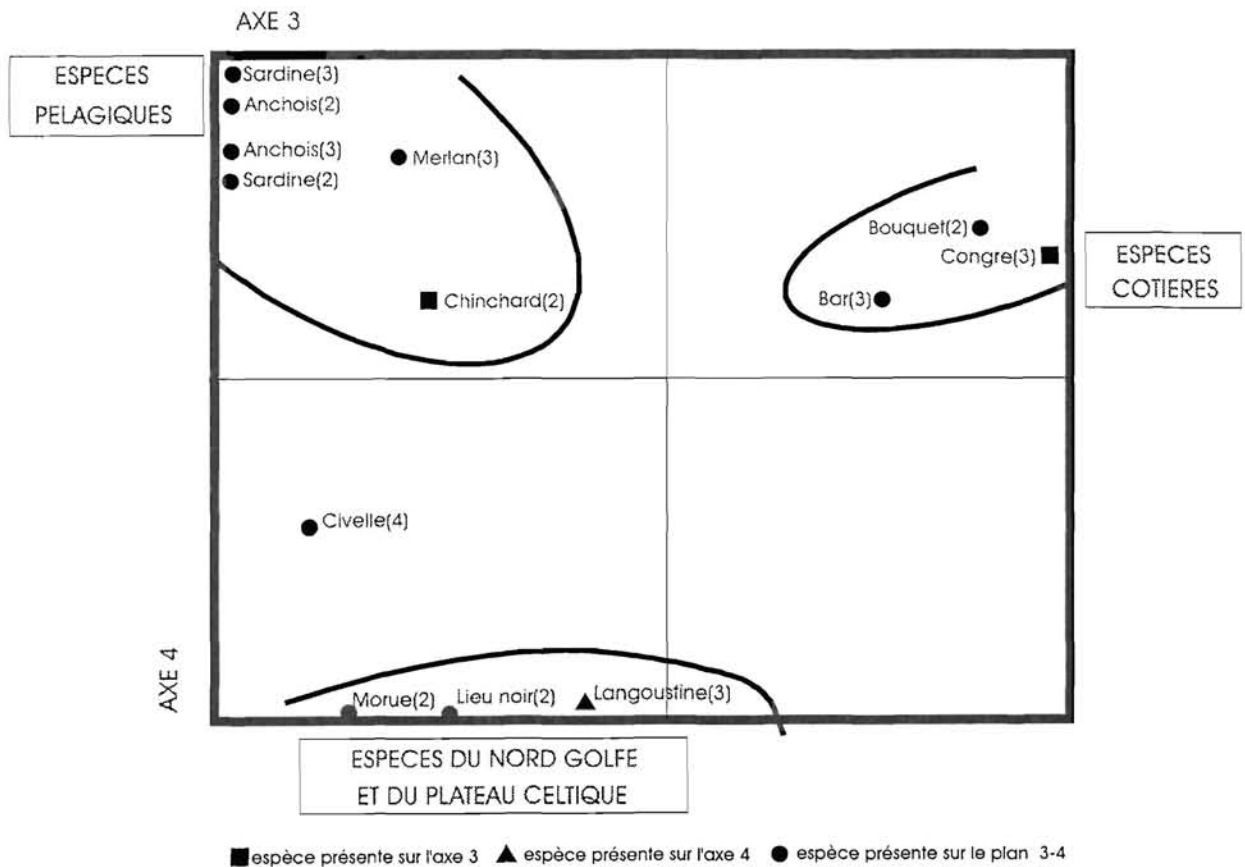 AXE 3
ESPECES
PELAGIQUES
Sardine(3)
Anchois(2)
Anchois(3)
Sardine(2)
Merlan(3)
Chinchard(2)
Bouquet(2)
Congre(3)
Bar(3)
ESPECES
COTIERES
Civelle(4)
AXE 4
Morue(2)
Lieu noir(2)
Langoustine(3)
ESPECES DU NORD GOLFE
ET DU PLATEAU CELTIQUE
espèce présente sur l'axe 3 espèce présente sur l'axe 4 espèce présente sur le plan 3-4